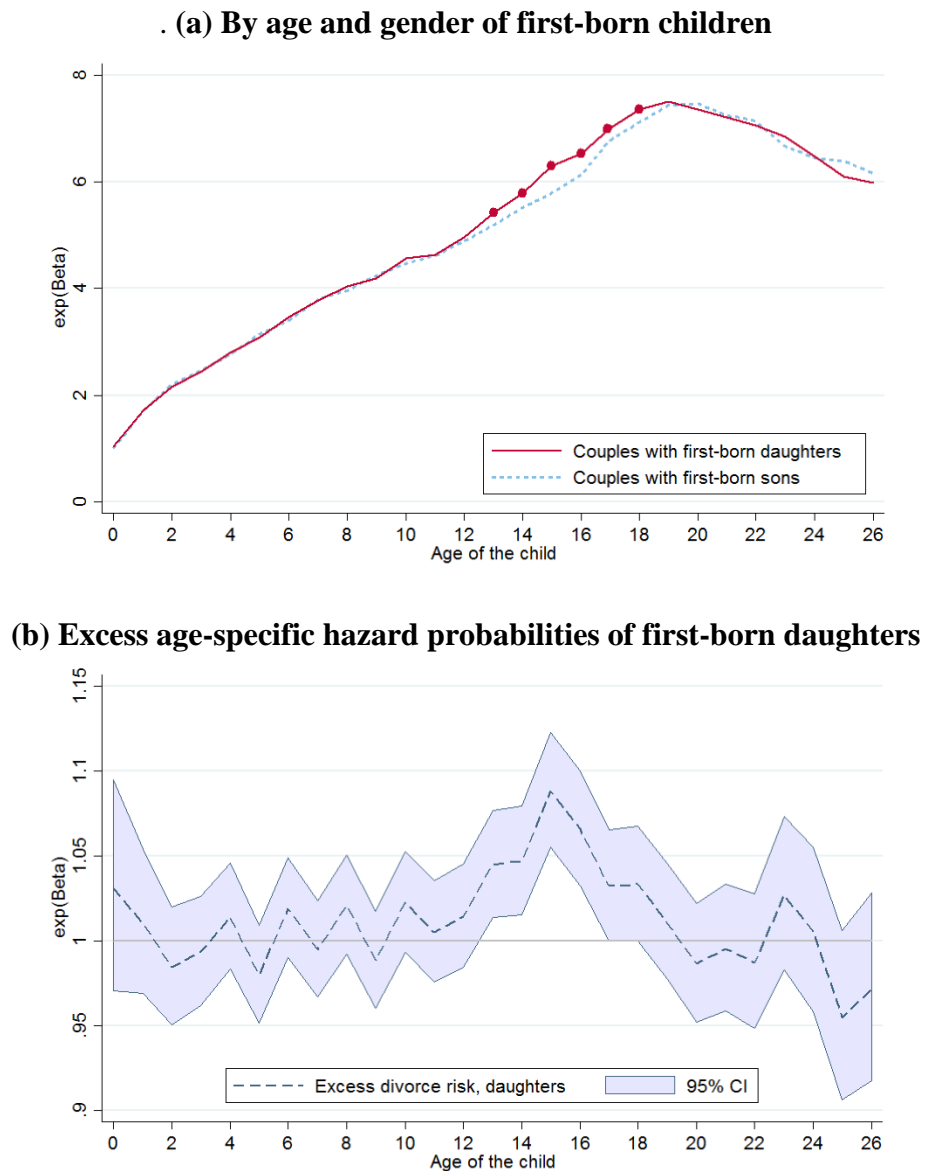 . (a) By age and gender of first-born children
8
6
4
2
0
exp(Beta)
Couples with first-born daughters
Couples with first-born sons
0 2 4 6 8 10 12 14 16 18 20 22 24 26
Age of the child
(b) Excess age-specific hazard probabilities of first-born daughters
1.15
1.1
1.05
1
.95
.9
exp(Beta)
Excess divorce risk, daughters 95% CI
0 2 4 6 8 10 12 14 16 18 20 22 24 26
Age of the child